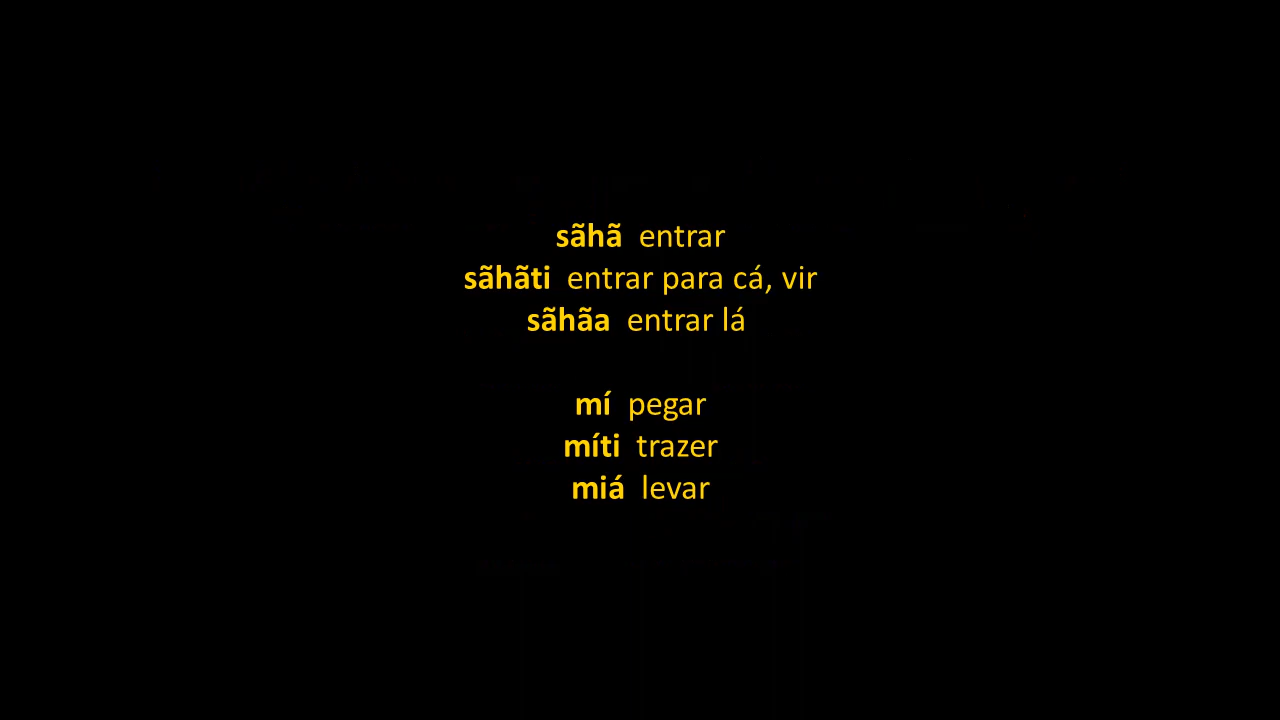 sãhã entrar
sãhãti entrar para cá, vir
sãhãa entrar lá
mí pegar
míti trazer
miá levar